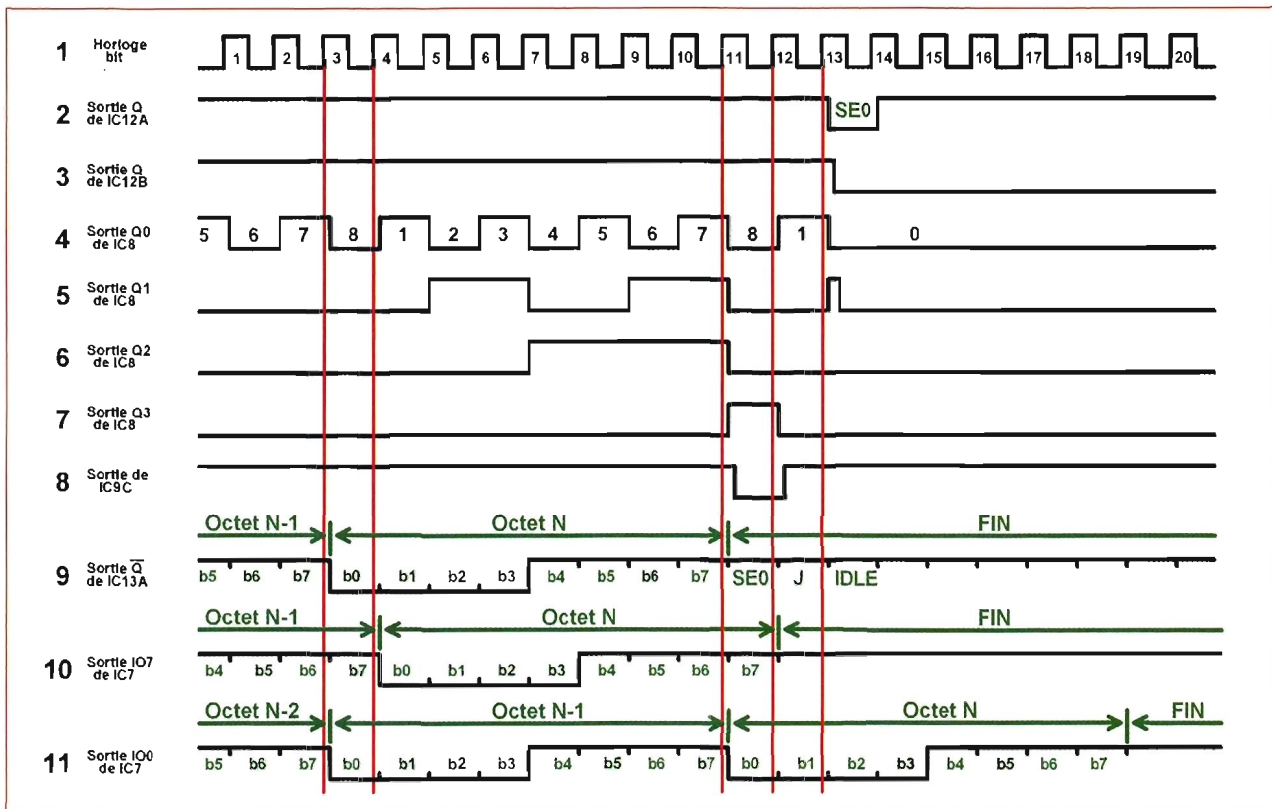 1 Horloge bit 1 2 3 4 5 6 7 8 9 10 11 12 13 14 15 16 17 18 19 20
2 Sortie Q de IC12A SE0
3 Sortie Q de IC12B
4 Sortie Q0 de IC8 5 6 7 8 1 2 3 4 5 6 7 8 1 0
5 Sortie Q1 de IC8
6 Sortie Q2 de IC8
7 Sortie Q3 de IC8
8 Sortie de IC9C
Octet N-1 Octet N FIN
9 Sortie Q̅ de IC13A b5 b6 b7 b0 b1 b2 b3 b4 b5 b6 b7 SE0 J IDLE
Octet N-1 Octet N FIN
10 Sortie IO7 de IC7 b4 b5 b6 b7 b0 b1 b2 b3 b4 b5 b6 b7
Octet N-2 Octet N-1 Octet N FIN
11 Sortie IO0 de IC7 b5 b6 b7 b0 b1 b2 b3 b4 b5 b6 b7 b0 b1 b2 b3 b4 b5 b6 b7